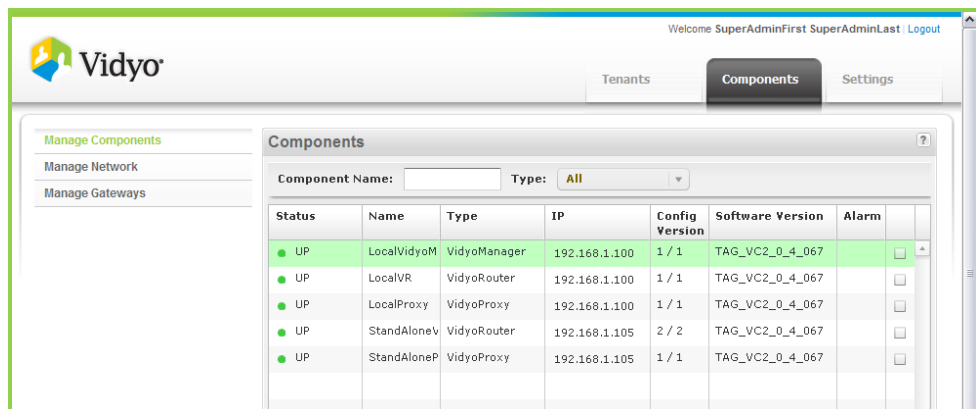 Welcome SuperAdminFirst SuperAdminLast | Logout
Vidyo
Tenants Components Settings
Manage Components
Manage Network
Manage Gateways
Components ?
Component Name: Type: All
Status Name Type IP Config Version Software Version Alarm
UP LocalVidyoM VidyoManager 192.168.1.100 1 / 1 TAG_VC2_0_4_067
UP LocalVR VidyoRouter 192.168.1.100 1 / 1 TAG_VC2_0_4_067
UP LocalProxy VidyoProxy 192.168.1.100 1 / 1 TAG_VC2_0_4_067
UP StandAloneV VidyoRouter 192.168.1.105 2 / 2 TAG_VC2_0_4_067
UP StandAloneP VidyoProxy 192.168.1.105 1 / 1 TAG_VC2_0_4_067